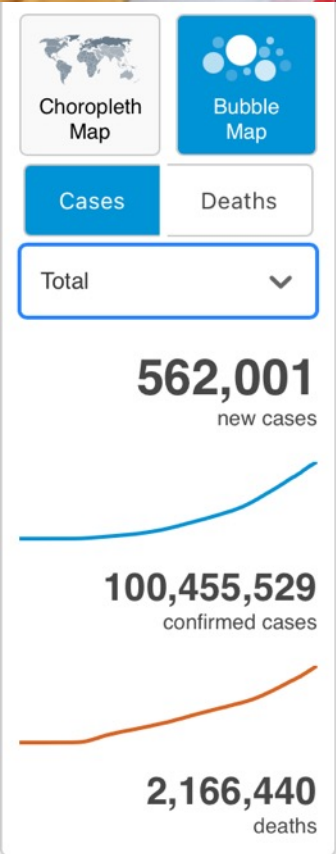 Choropleth
Map
Bubble
Map
Cases
Deaths
Total
562,001
new cases
100,455,529
confirmed cases
2,166,440
deaths